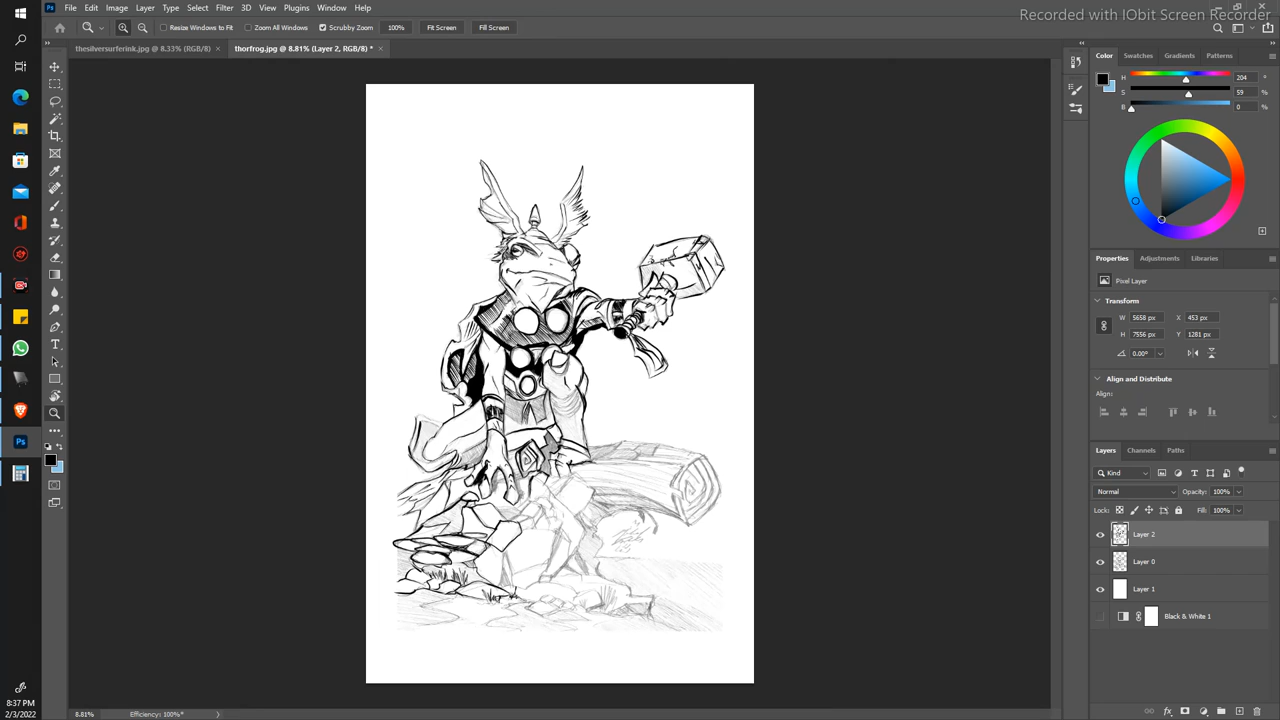 File Edit Image Layer Type Select Filter 3D View Plugins Window Help
Recorded with IObit Screen Recorder
Resize Windows to Fit Zoom All Windows Scrubby Zoom 100% Fit Screen Fill Screen
thesilversurferink.jpg @ 8.33% (RGB/8) × thorfrog.jpg @ 8.81% (Layer 2, RGB/8) * ×
Color Swatches Gradients Patterns
H 204 °
S 59 %
B 0 %
Properties Adjustments Libraries
Pixel Layer
Transform
W 5658 px X 453 px
H 7556 px Y 1281 px
0.00°
Align and Distribute
Align:
Layers Channels Paths
Kind
Normal Opacity: 100%
Lock: Fill: 100%
Layer 2
Layer 0
Layer 1
Black & White 1
8:37 PM
2/3/2022
8.81% Efficiency: 100%*